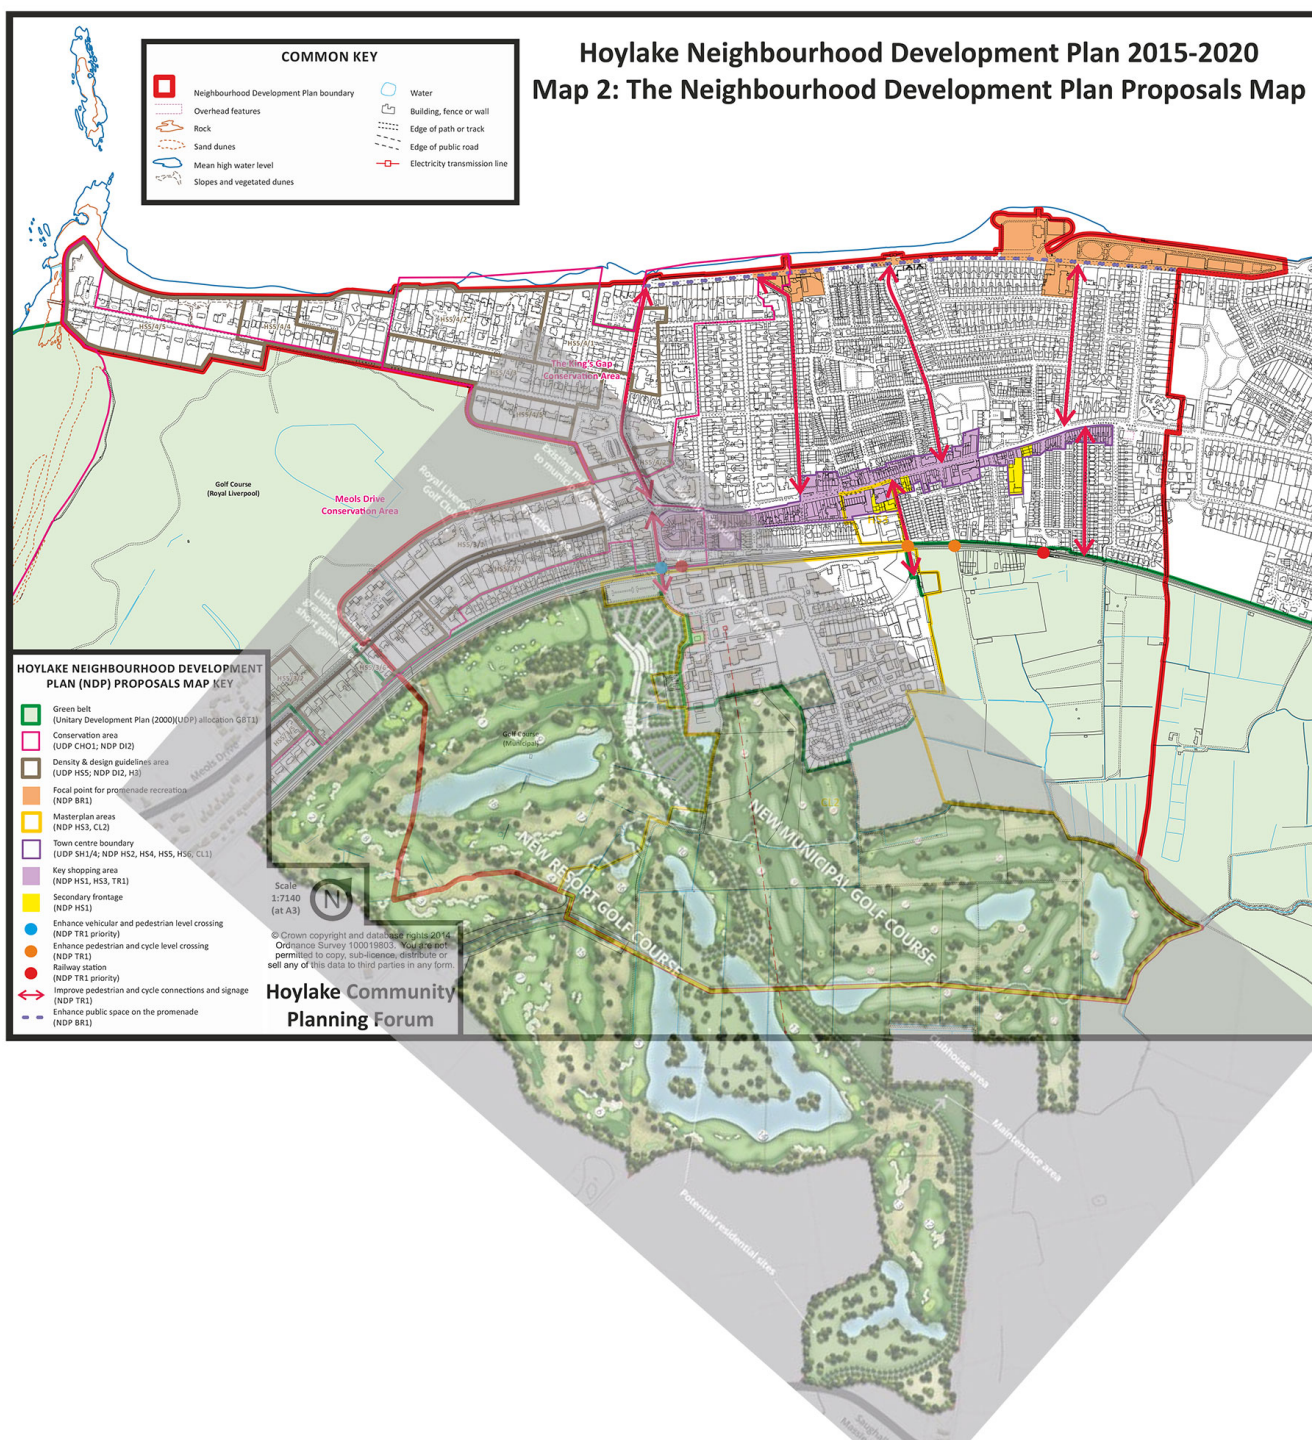 Hoylake Neighbourhood Development Plan 2015-2020
Map 2: The Neighbourhood Development Plan Proposals Map
COMMON KEY
Neighbourhood Development Plan boundary
Overhead features
Rock
Sand dunes
Mean high water level
Slopes and vegetated dunes
Water
Building, fence or wall
Edge of path or track
Edge of public road
Electricity transmission line
HS5/4/5
HS5/4/4
The King's Gap
Conservation Area
Golf Course
(Royal Liverpool)
Meols Drive
Conservation Area
Golf Course
(Municipal)
NEW RESORT GOLF COURSE
NEW MUNICIPAL GOLF COURSE
Clubhouse area
Maintenance area
Potential residential sites
Meols Drive
HOYLAKE NEIGHBOURHOOD DEVELOPMENT
PLAN (NDP) PROPOSALS MAP KEY
Green belt
(Unitary Development Plan (2000)(UDP) allocation GBT1)
Conservation area
(UDP CHO1; NDP DI2)
Density & design guidelines area
(UDP HS5; NDP DI2, H3)
Focal point for promenade recreation
(NDP BR1)
Masterplan areas
(NDP HS3, CL2)
Town centre boundary
(UDP SH1/4; NDP HS2, HS4, HS5, HS6, CL1)
Key shopping area
(NDP HS1, HS3, TR1)
Secondary frontage
(NDP HS1)
Enhance vehicular and pedestrian level crossing
(NDP TR1 priority)
Enhance pedestrian and cycle level crossing
(NDP TR1)
Railway station
(NDP TR1 priority)
Improve pedestrian and cycle connections and signage
(NDP TR1)
Enhance public space on the promenade
(NDP BR1)
Scale
1:7140
(at A3)
N
© Crown copyright and database rights 2014
Ordnance Survey 100019803. You are not
permitted to copy, sub-licence, distribute or
sell any of this data to third parties in any form.
Hoylake Community
Planning Forum